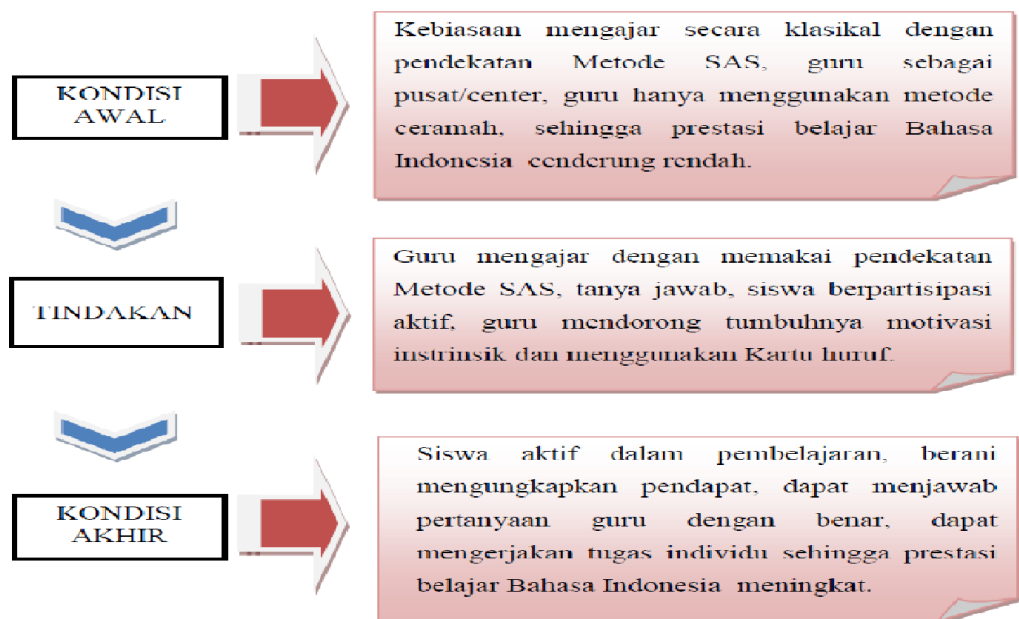 KONDISI
AWAL
Kebiasaan mengajar secara klasikal dengan
pendekatan Metode SAS, guru sebagai
pusat/center, guru hanya menggunakan metode
ceramah, sehingga prestasi belajar Bahasa
Indonesia cenderung rendah.
TINDAKAN
Guru mengajar dengan memakai pendekatan
Metode SAS, tanya jawab, siswa berpartisipasi
aktif, guru mendorong tumbuhnya motivasi
instrinsik dan menggunakan Kartu huruf.
KONDISI
AKHIR
Siswa aktif dalam pembelajaran, berani
mengungkapkan pendapat, dapat menjawab
pertanyaan guru dengan benar, dapat
mengerjakan tugas individu sehingga prestasi
belajar Bahasa Indonesia meningkat.